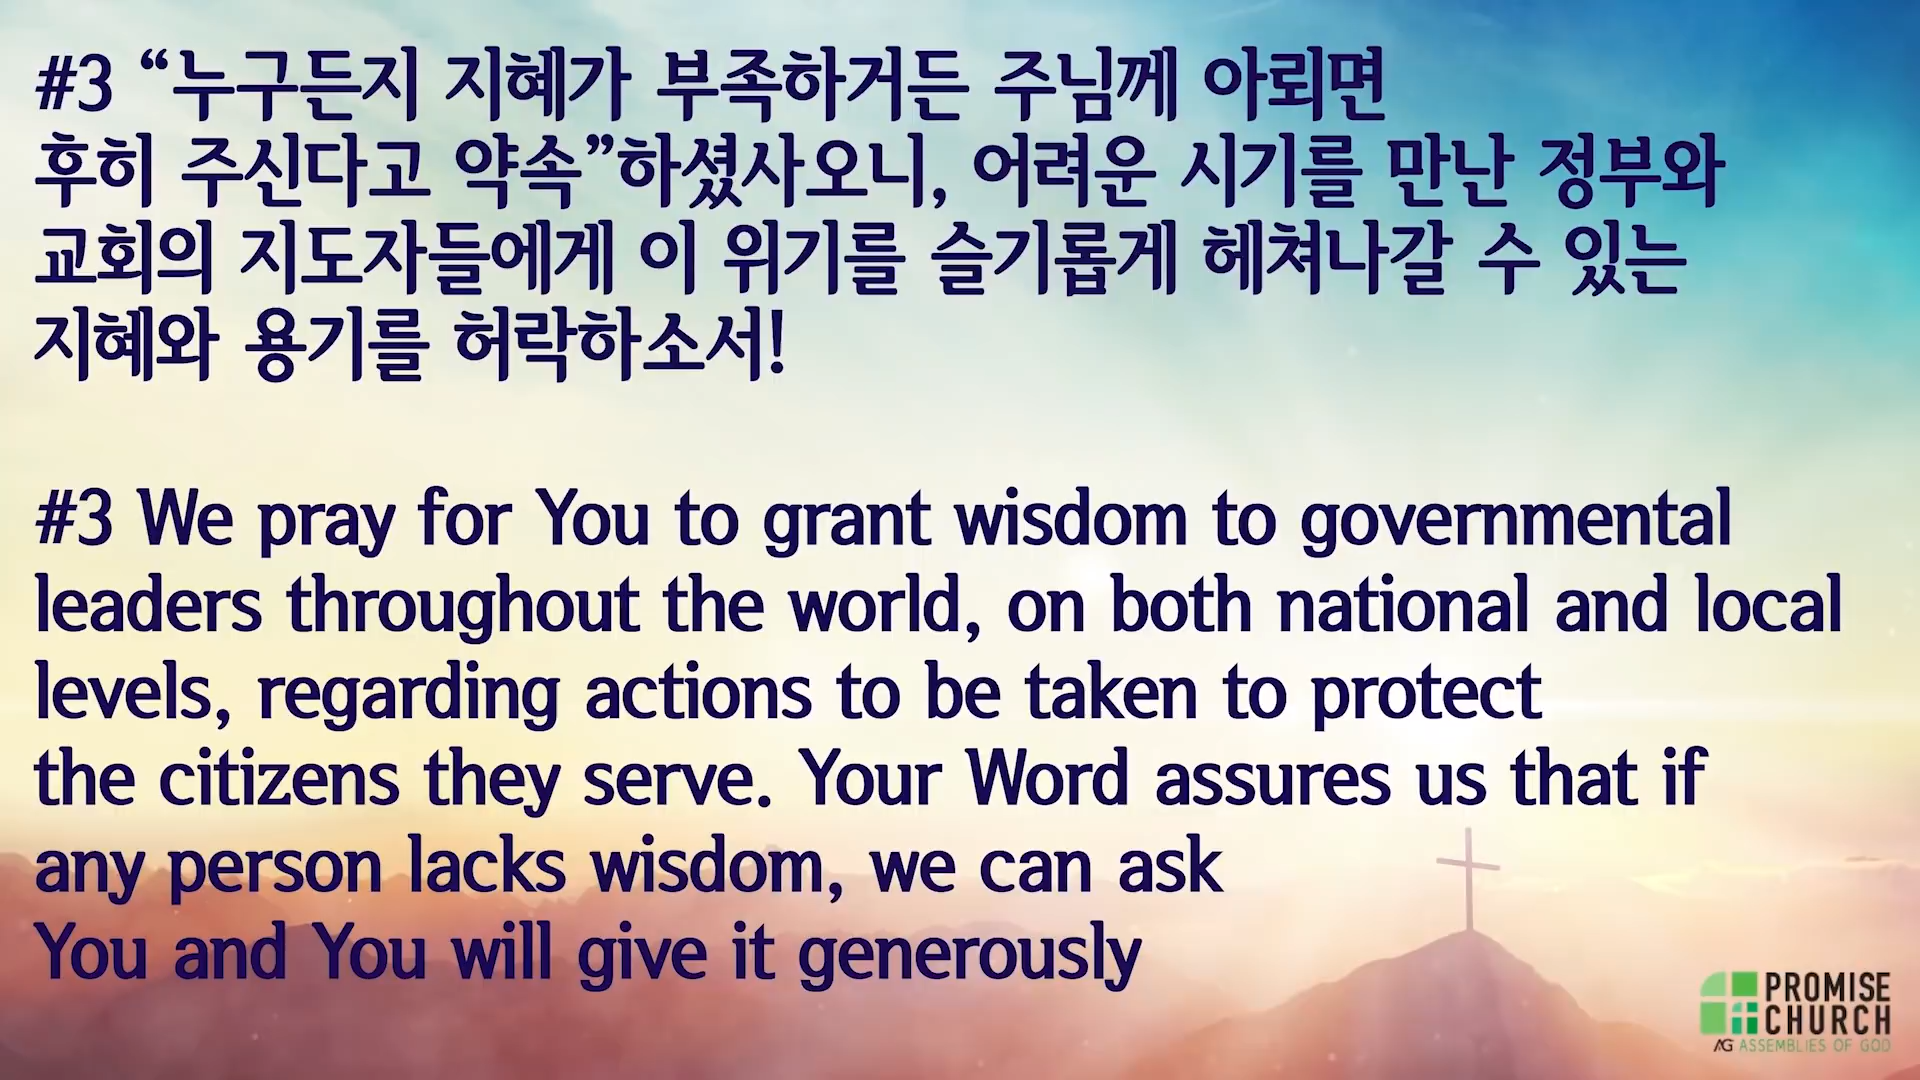 #3 “누구든지 지혜가 부족하거든 주님께 아뢰면
후히 주신다고 약속”하셨사오니, 어려운 시기를 만난 정부와
교회의 지도자들에게 이 위기를 슬기롭게 헤쳐나갈 수 있는
지혜와 용기를 허락하소서!
#3 We pray for You to grant wisdom to governmental
leaders throughout the world, on both national and local
levels, regarding actions to be taken to protect
the citizens they serve. Your Word assures us that if
any person lacks wisdom, we can ask
You and You will give it generously
PROMISE
CHURCH
AG ASSEMBLIES OF GOD